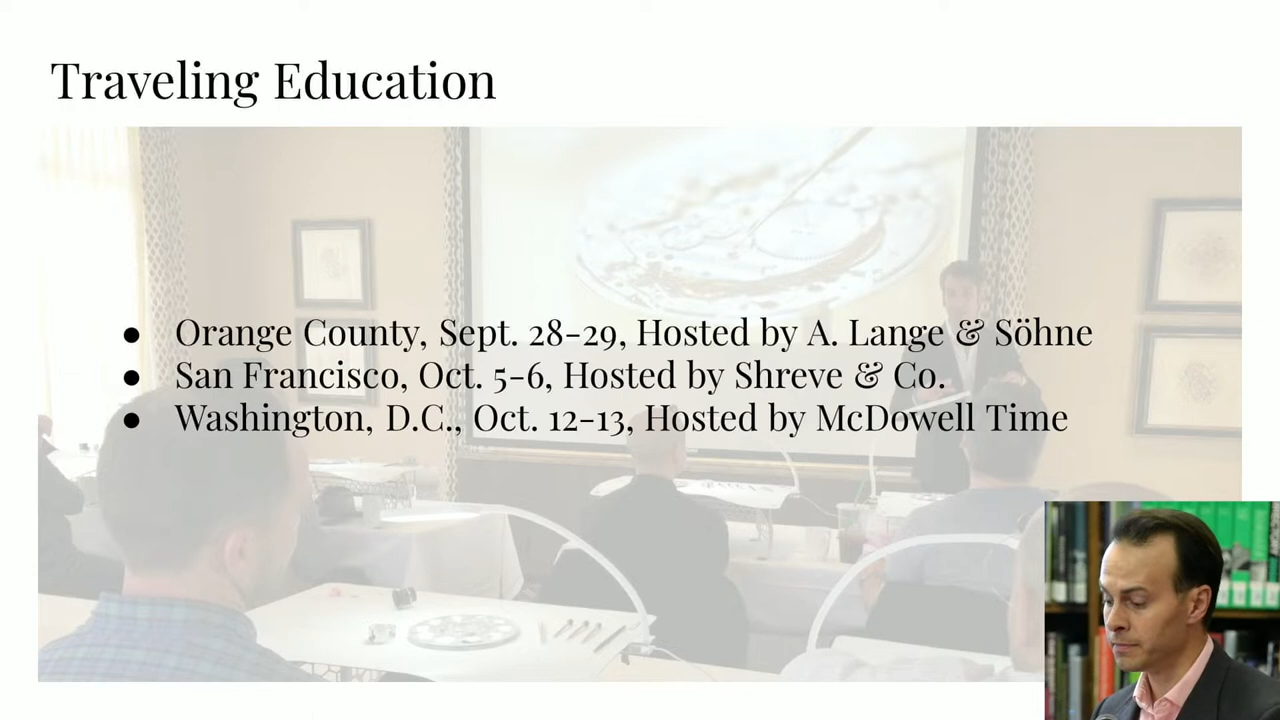 Traveling Education
● Orange County, Sept. 28-29, Hosted by A. Lange & Söhne
● San Francisco, Oct. 5-6, Hosted by Shreve & Co.
● Washington, D.C., Oct. 12-13, Hosted by McDowell Time